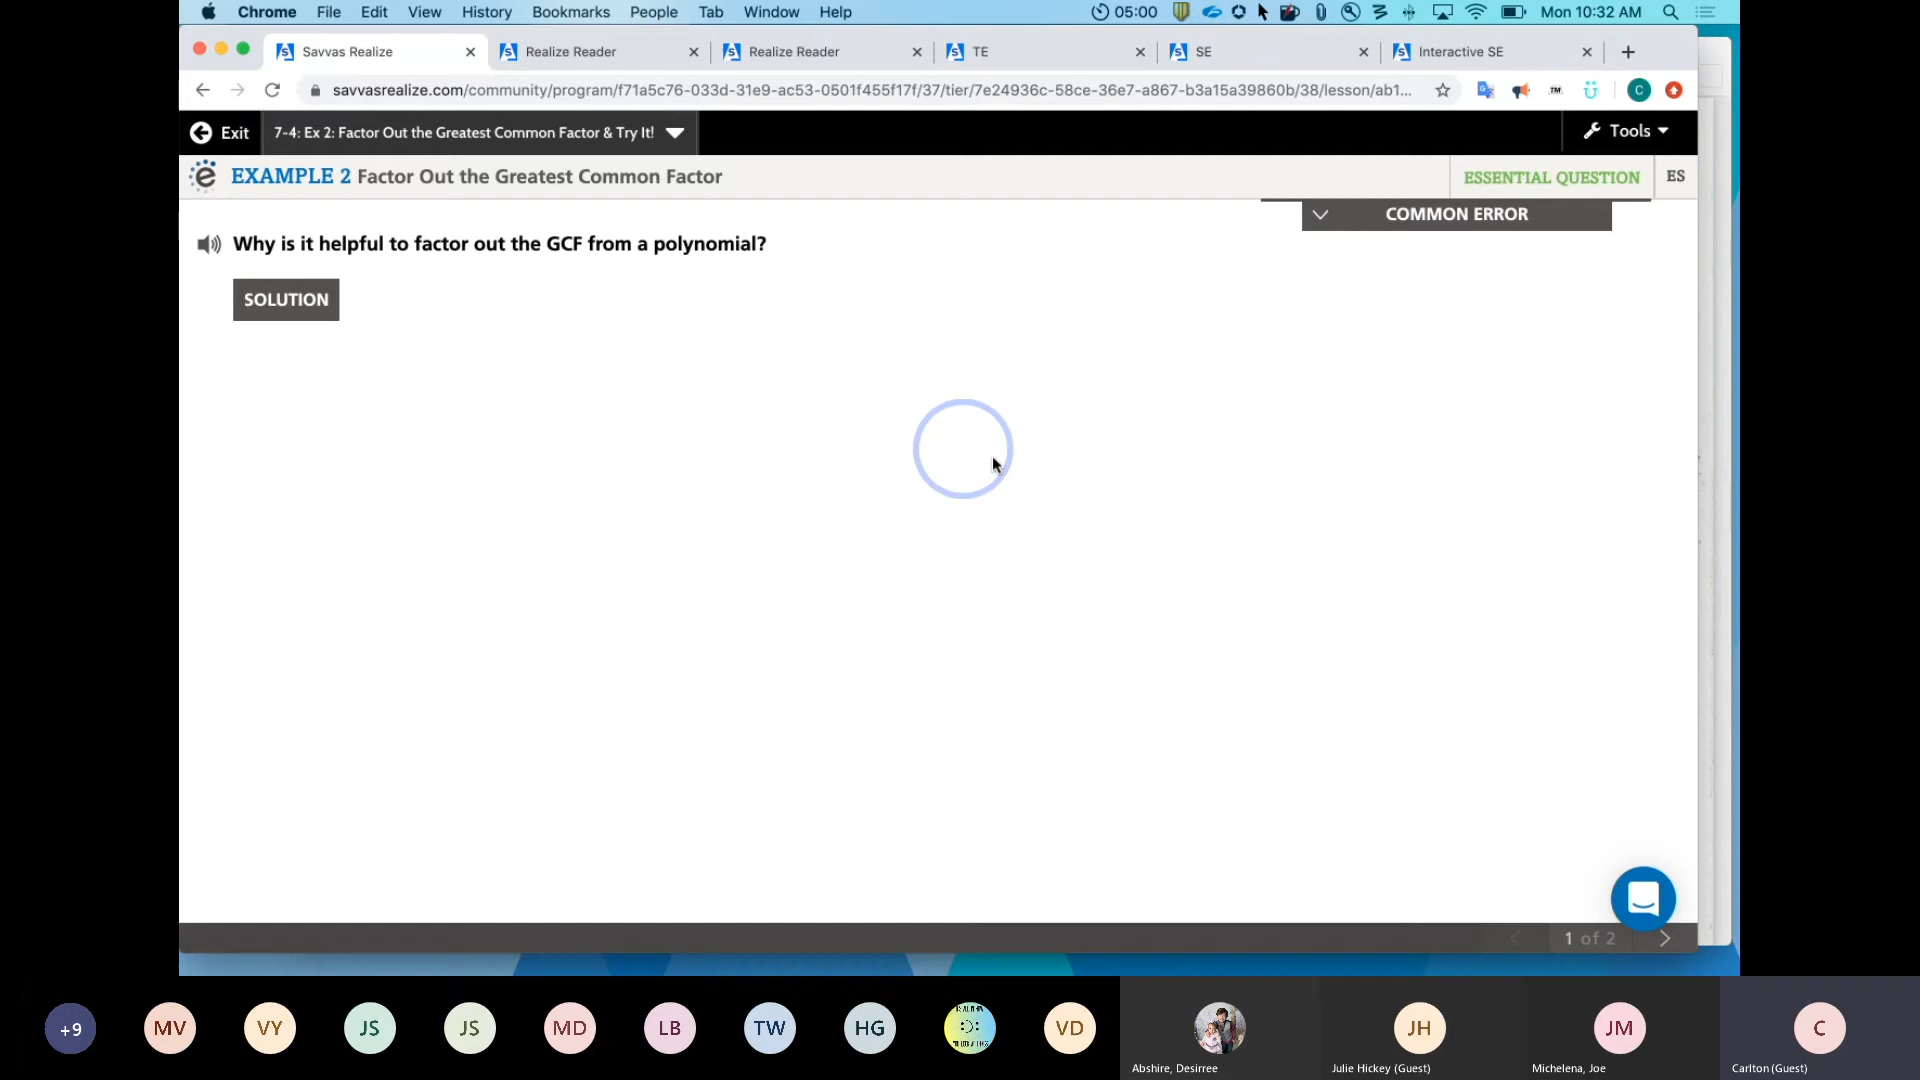 Chrome File Edit View History Bookmarks People Tab Window Help 05:00 Mon 10:32 AM
Savvas Realize Realize Reader Realize Reader TE SE Interactive SE
savvasrealize.com/community/program/f71a5c76-033d-31e9-ac53-0501f455f17f/37/tier/7e24936c-58ce-36e7-a867-b3a15a39860b/38/lesson/ab1... C
Exit 7-4: Ex 2: Factor Out the Greatest Common Factor & Try It! Tools
EXAMPLE 2 Factor Out the Greatest Common Factor ESSENTIAL QUESTION ES
COMMON ERROR
Why is it helpful to factor out the GCF from a polynomial?
SOLUTION
1 of 2
+9 MV VY JS JS MD LB TW HG VD JH JM C
Abshire, Desirree Julie Hickey (Guest) Michelena, Joe Carlton (Guest)